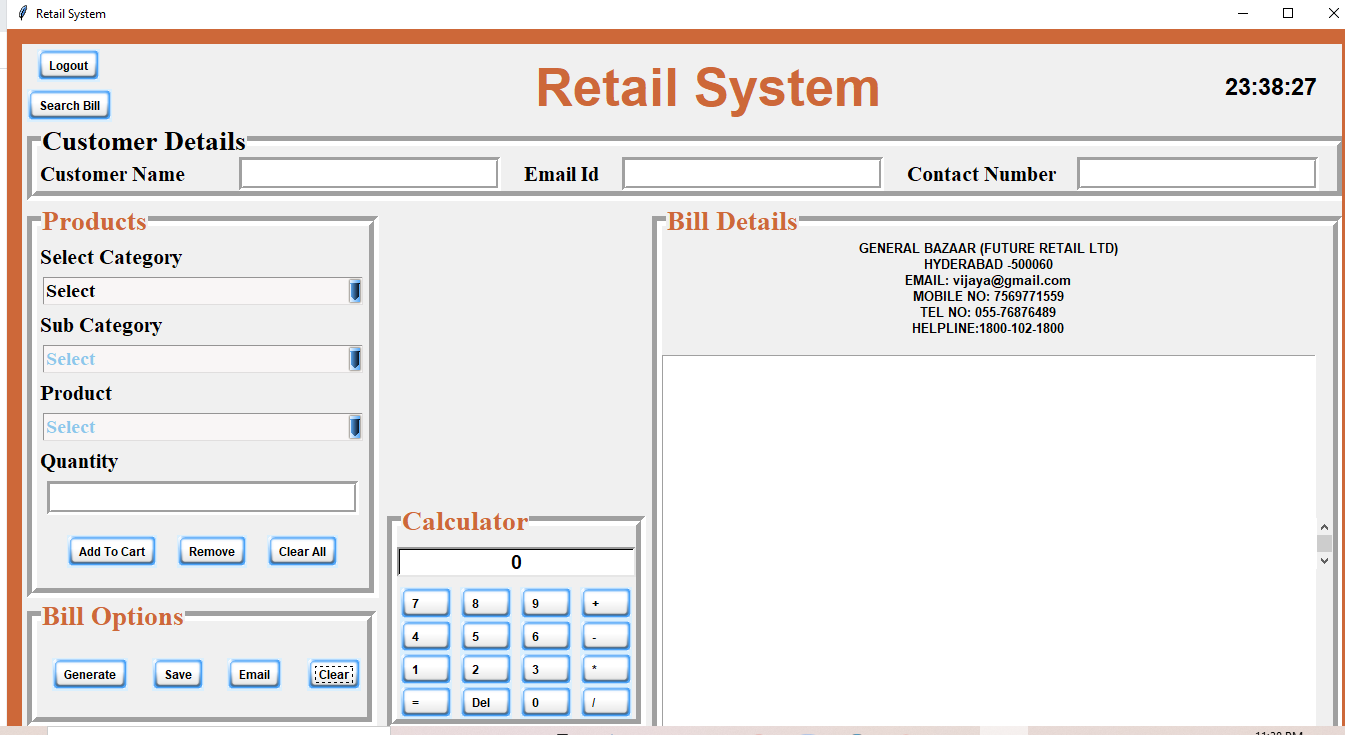 Retail System
Logout
Retail System
23:38:27
Search Bill
Customer Details
Customer Name
Email Id
Contact Number
Products
Select Category
Select
Sub Category
Select
Product
Select
Quantity
Add To Cart Remove Clear All
Bill Options
Generate Save Email Clear
Calculator
0
7 8 9 +
4 5 6 -
1 2 3 *
= Del 0 /
Bill Details
GENERAL BAZAAR (FUTURE RETAIL LTD)
HYDERABAD -500060
EMAIL: vijaya@gmail.com
MOBILE NO: 7569771559
TEL NO: 055-76876489
HELPLINE:1800-102-1800